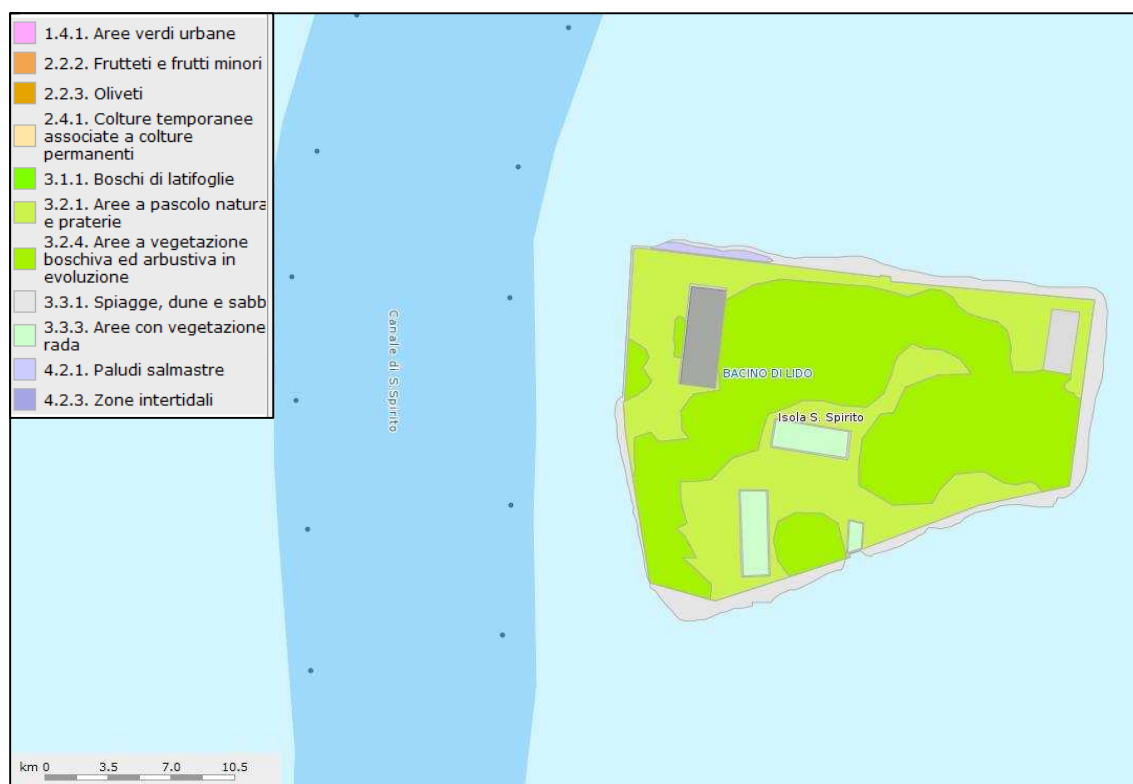 1.4.1. Aree verdi urbane
2.2.2. Frutteti e frutti minori
2.2.3. Oliveti
2.4.1. Colture temporanee
associate a colture
permanenti
3.1.1. Boschi di latifoglie
3.2.1. Aree a pascolo natura
e praterie
3.2.4. Aree a vegetazione
boschiva ed arbustiva in
evoluzione
3.3.1. Spiagge, dune e sabb
3.3.3. Aree con vegetazione
rada
4.2.1. Paludi salmastre
4.2.3. Zone intertidali
Canale di S.Spirito
BACINO DI LIDO
Isola S. Spirito
km 0 3.5 7.0 10.5